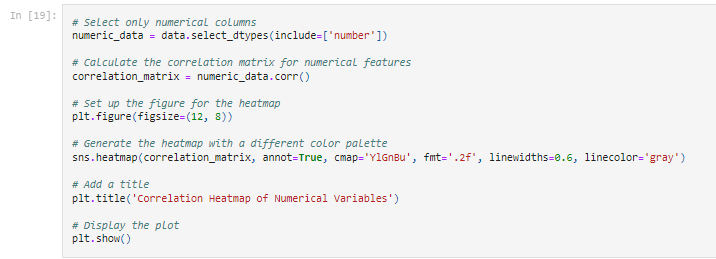 In [19]:
# Select only numerical columns
numeric_data = data.select_dtypes(include=['number'])
# Calculate the correlation matrix for numerical features
correlation_matrix = numeric_data.corr()
# Set up the figure for the heatmap
plt.figure(figsize=(12, 8))
# Generate the heatmap with a different color palette
sns.heatmap(correlation_matrix, annot=True, cmap='YlGnBu', fmt='.2f', linewidths=0.6, linecolor='gray')
# Add a title
plt.title('Correlation Heatmap of Numerical Variables')
# Display the plot
plt.show()